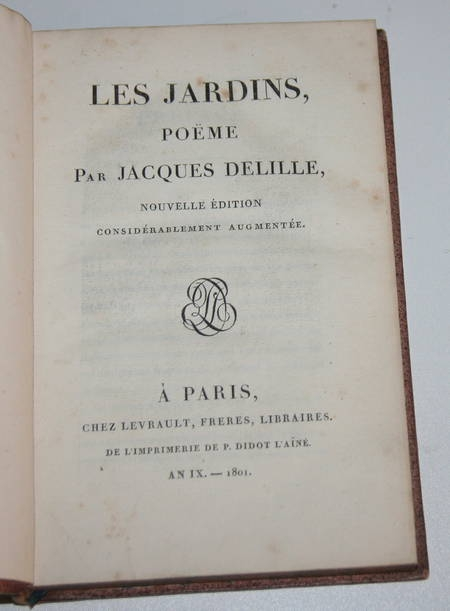 LES JARDINS,
POËME
PAR JACQUES DELILLE,
NOUVELLE ÉDITION
CONSIDÉRABLEMENT AUGMENTÉE.
À PARIS,
CHEZ LEVRAULT, FRERES, LIBRAIRES.
DE L'IMPRIMERIE DE P. DIDOT L'AÎNÉ.
AN IX. — 1801.